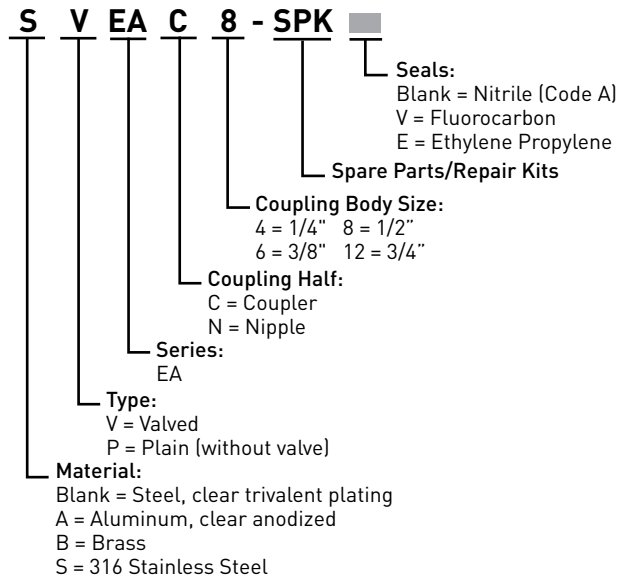 S V EA C 8 - SPK
Seals:
Blank = Nitrile (Code A)
V = Fluorocarbon
E = Ethylene Propylene
Spare Parts/Repair Kits
Coupling Body Size:
4 = 1/4" 8 = 1/2”
6 = 3/8" 12 = 3/4”
Coupling Half:
C = Coupler
N = Nipple
Series:
EA
Type:
V = Valved
P = Plain (without valve)
Material:
Blank = Steel, clear trivalent plating
A = Aluminum, clear anodized
B = Brass
S = 316 Stainless Steel